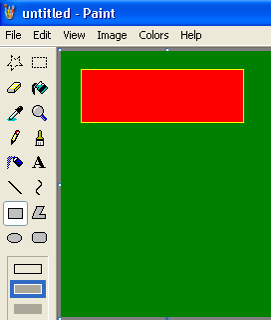 untitled - Paint
File Edit View Image Colors Help
A